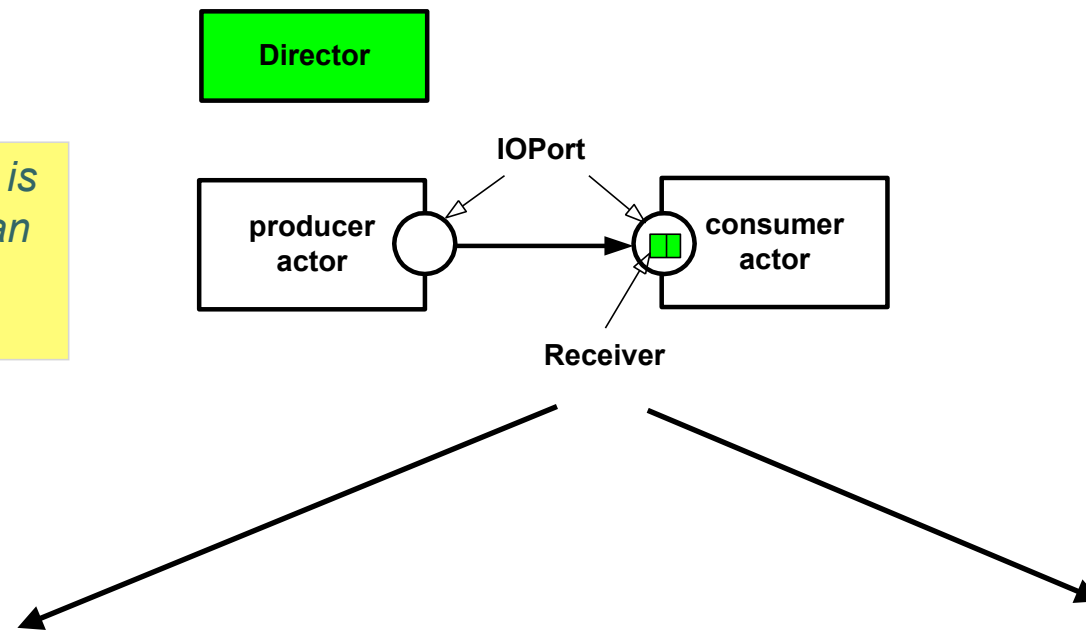 Director
IOPort
is
an
producer
actor
consumer
actor
Receiver